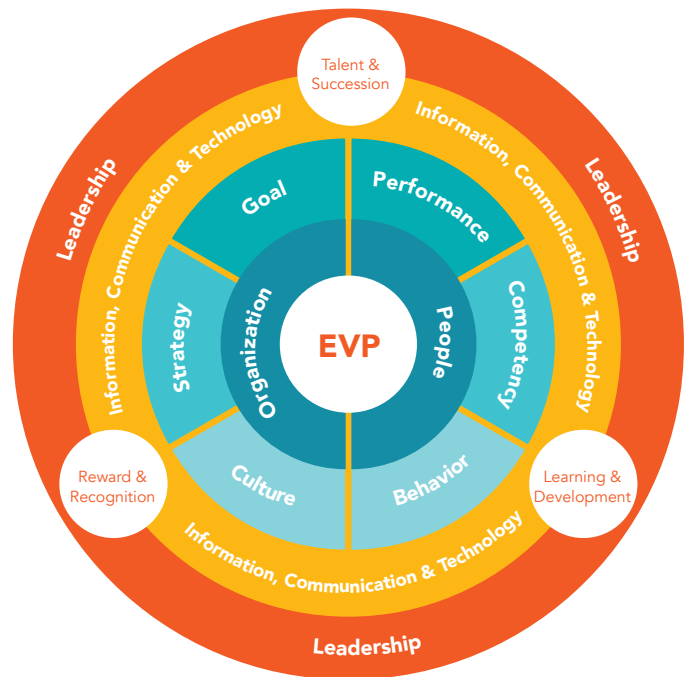 Talent &
Succession
Leadership
Leadership
Information, Communication & Technology
Information, Communication & Technology
Goal
Performance
Strategy
Organization
EVP
People
Competency
Culture
Behavior
Reward &
Recognition
Learning &
Development
Information, Communication & Technology
Leadership